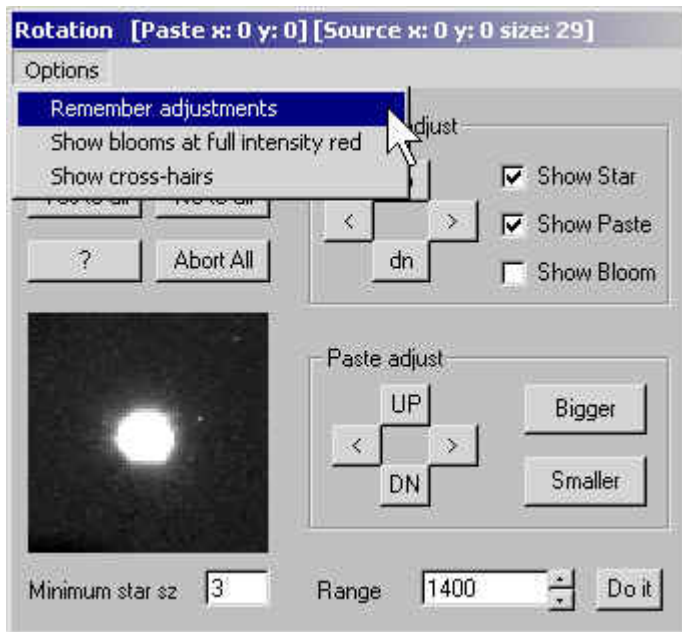 Rotation [Paste x: 0 y: 0] [Source x: 0 y: 0 size: 29]
Options
Remember adjustments
Show blooms at full intensity red
Show cross-hairs
djust
< >
dn
Show Star
Show Paste
Show Bloom
? Abort All
Paste adjust
UP
< >
DN
Bigger
Smaller
Minimum star sz 3 Range 1400 Do it